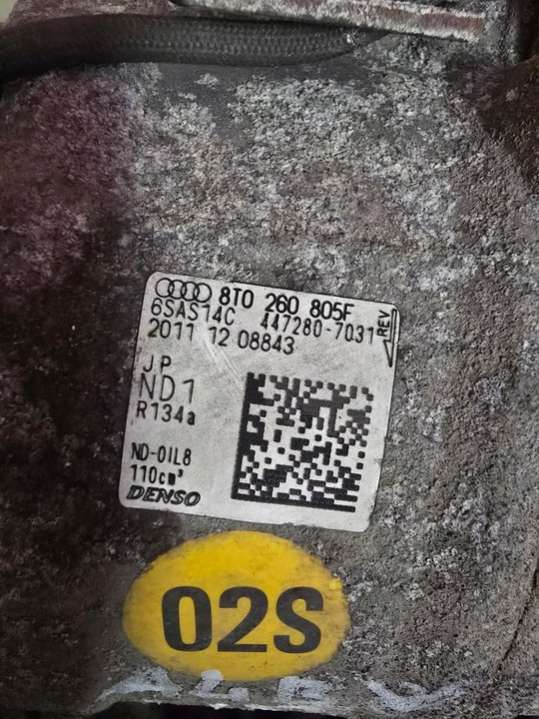 8T0 260 805F
6SAS14C 447280-7031
REV
2011 12 08843
JP
ND1
R134a
ND-OIL8
110cm³
DENSO
02S